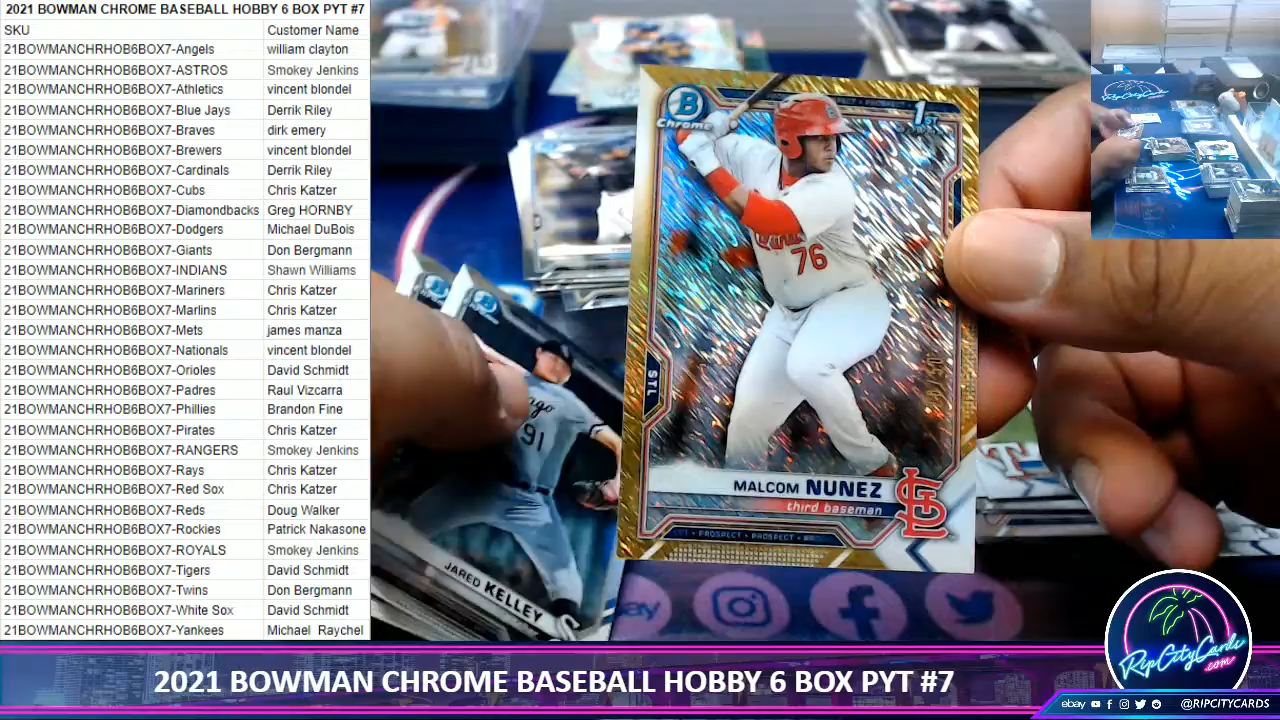 2021 BOWMAN CHROME BASEBALL HOBBY 6 BOX PYT #7
SKU Customer Name
21BOWMANCHRHOB6BOX7-Angels william clayton
21BOWMANCHRHOB6BOX7-ASTROS Smokey Jenkins
21BOWMANCHRHOB6BOX7-Athletics vincent blondel
21BOWMANCHRHOB6BOX7-Blue Jays Derrik Riley
21BOWMANCHRHOB6BOX7-Braves dirk emery
21BOWMANCHRHOB6BOX7-Brewers vincent blondel
21BOWMANCHRHOB6BOX7-Cardinals Derrik Riley
21BOWMANCHRHOB6BOX7-Cubs Chris Katzer
21BOWMANCHRHOB6BOX7-Diamondbacks Greg HORNBY
21BOWMANCHRHOB6BOX7-Dodgers Michael DuBois
21BOWMANCHRHOB6BOX7-Giants Don Bergmann
21BOWMANCHRHOB6BOX7-INDIANS Shawn Williams
21BOWMANCHRHOB6BOX7-Mariners Chris Katzer
21BOWMANCHRHOB6BOX7-Marlins Chris Katzer
21BOWMANCHRHOB6BOX7-Mets james manza
21BOWMANCHRHOB6BOX7-Nationals vincent blondel
21BOWMANCHRHOB6BOX7-Orioles David Schmidt
21BOWMANCHRHOB6BOX7-Padres Raul Vizcarra
21BOWMANCHRHOB6BOX7-Phillies Brandon Fine
21BOWMANCHRHOB6BOX7-Pirates Chris Katzer
21BOWMANCHRHOB6BOX7-RANGERS Smokey Jenkins
21BOWMANCHRHOB6BOX7-Rays Chris Katzer
21BOWMANCHRHOB6BOX7-Red Sox Chris Katzer
21BOWMANCHRHOB6BOX7-Reds Doug Walker
21BOWMANCHRHOB6BOX7-Rockies Patrick Nakasone
21BOWMANCHRHOB6BOX7-ROYALS Smokey Jenkins
21BOWMANCHRHOB6BOX7-Tigers David Schmidt
21BOWMANCHRHOB6BOX7-Twins Don Bergmann
21BOWMANCHRHOB6BOX7-White Sox David Schmidt
21BOWMANCHRHOB6BOX7-Yankees Michael Raychel
B
Chrome
1ST
76
STL
MALCOM NUNEZ
third baseman
STL
PROSPECT • PROSPECT
91
JARED KELLEY
ebay
RipCityCards
.com
2021 BOWMAN CHROME BASEBALL HOBBY 6 BOX PYT #7
ebay @RIPCITYCARDS